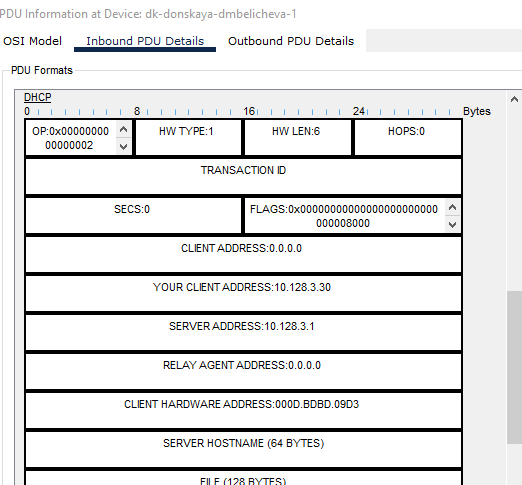 PDU Information at Device: dk-donskaya-dmbelicheva-1
OSI Model Inbound PDU Details Outbound PDU Details
PDU Formats
DHCP
0 8 16 24 Bytes
OP:0x00000000
00000002
HW TYPE:1
HW LEN:6
HOPS:0
TRANSACTION ID
SECS:0
FLAGS:0x00000000000000000000000
000008000
CLIENT ADDRESS:0.0.0.0
YOUR CLIENT ADDRESS:10.128.3.30
SERVER ADDRESS:10.128.3.1
RELAY AGENT ADDRESS:0.0.0.0
CLIENT HARDWARE ADDRESS:000D.BDBD.09D3
SERVER HOSTNAME (64 BYTES)
FILE (128 BYTES)